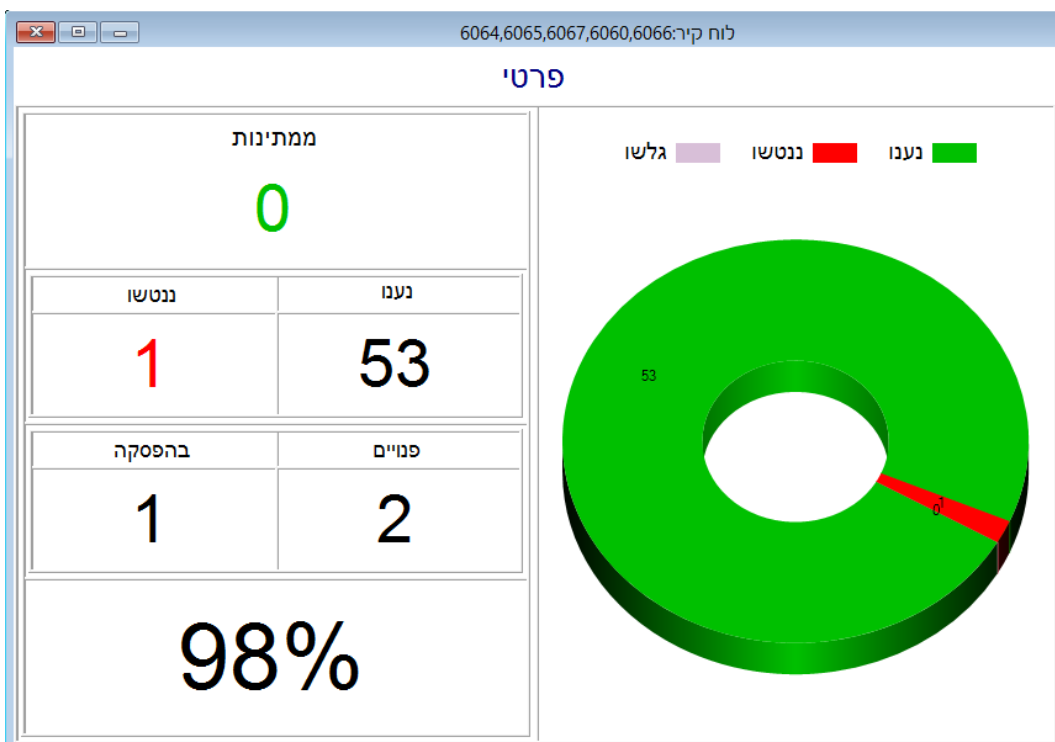 לוח קיר:6064,6065,6067,6060,6066
פרטי
נענו ננטשו גלשו
53
1
0
ממתינות
0
נענו ננטשו
53 1
פנויים בהפסקה
2 1
98%